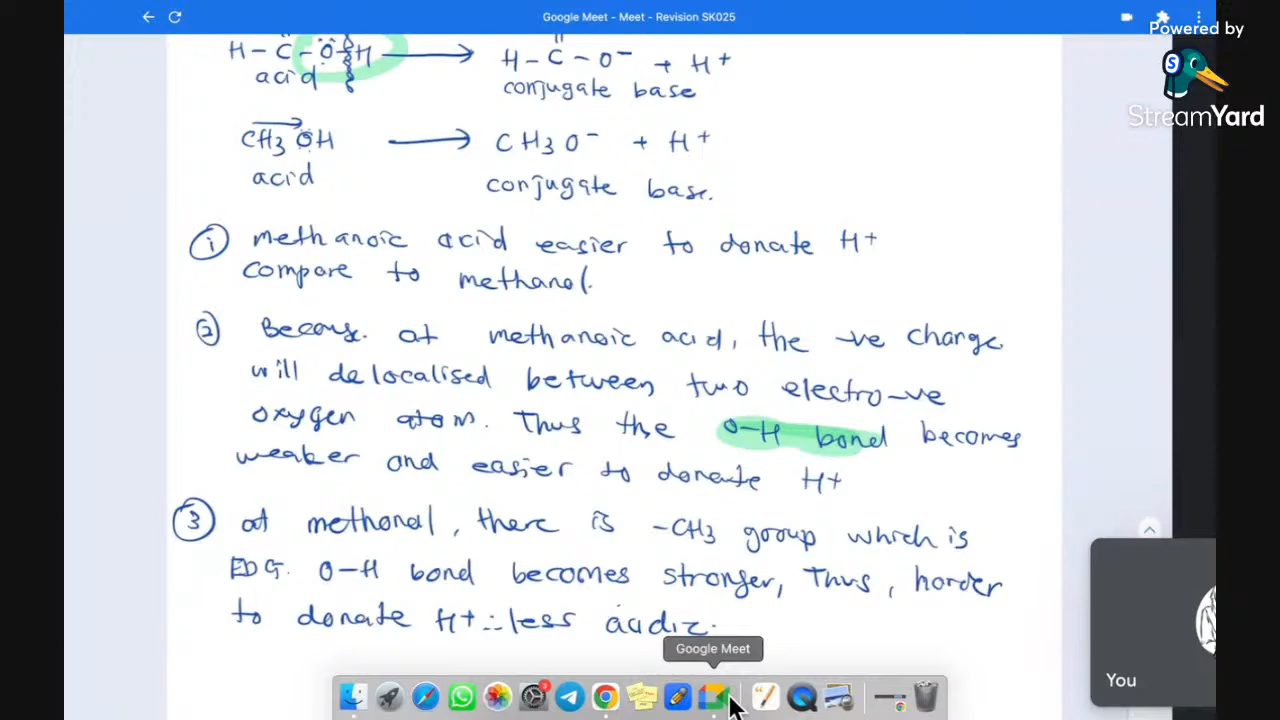 Google Meet - Meet - Revision SK025
Powered by
StreamYard
H - C - O - H ⟶ H - C - O⁻ + H⁺
acid
conjugate base
CH3 OH ⟶ CH3 O⁻ + H⁺
acid
conjugate base.
① methanoic acid easier to donate H+
compare to methanol.
② Because. at methanoic acid, the -ve charge
will delocalised between two electro-ve
oxygen atom. Thus the O-H bond becomes
weaker and easier to donate H+
③ at methanol, there is -CH3 group which is
EDG. O-H bond becomes stronger, Thus, harder
to donate H+ ∴ less acidic.
Google Meet
You